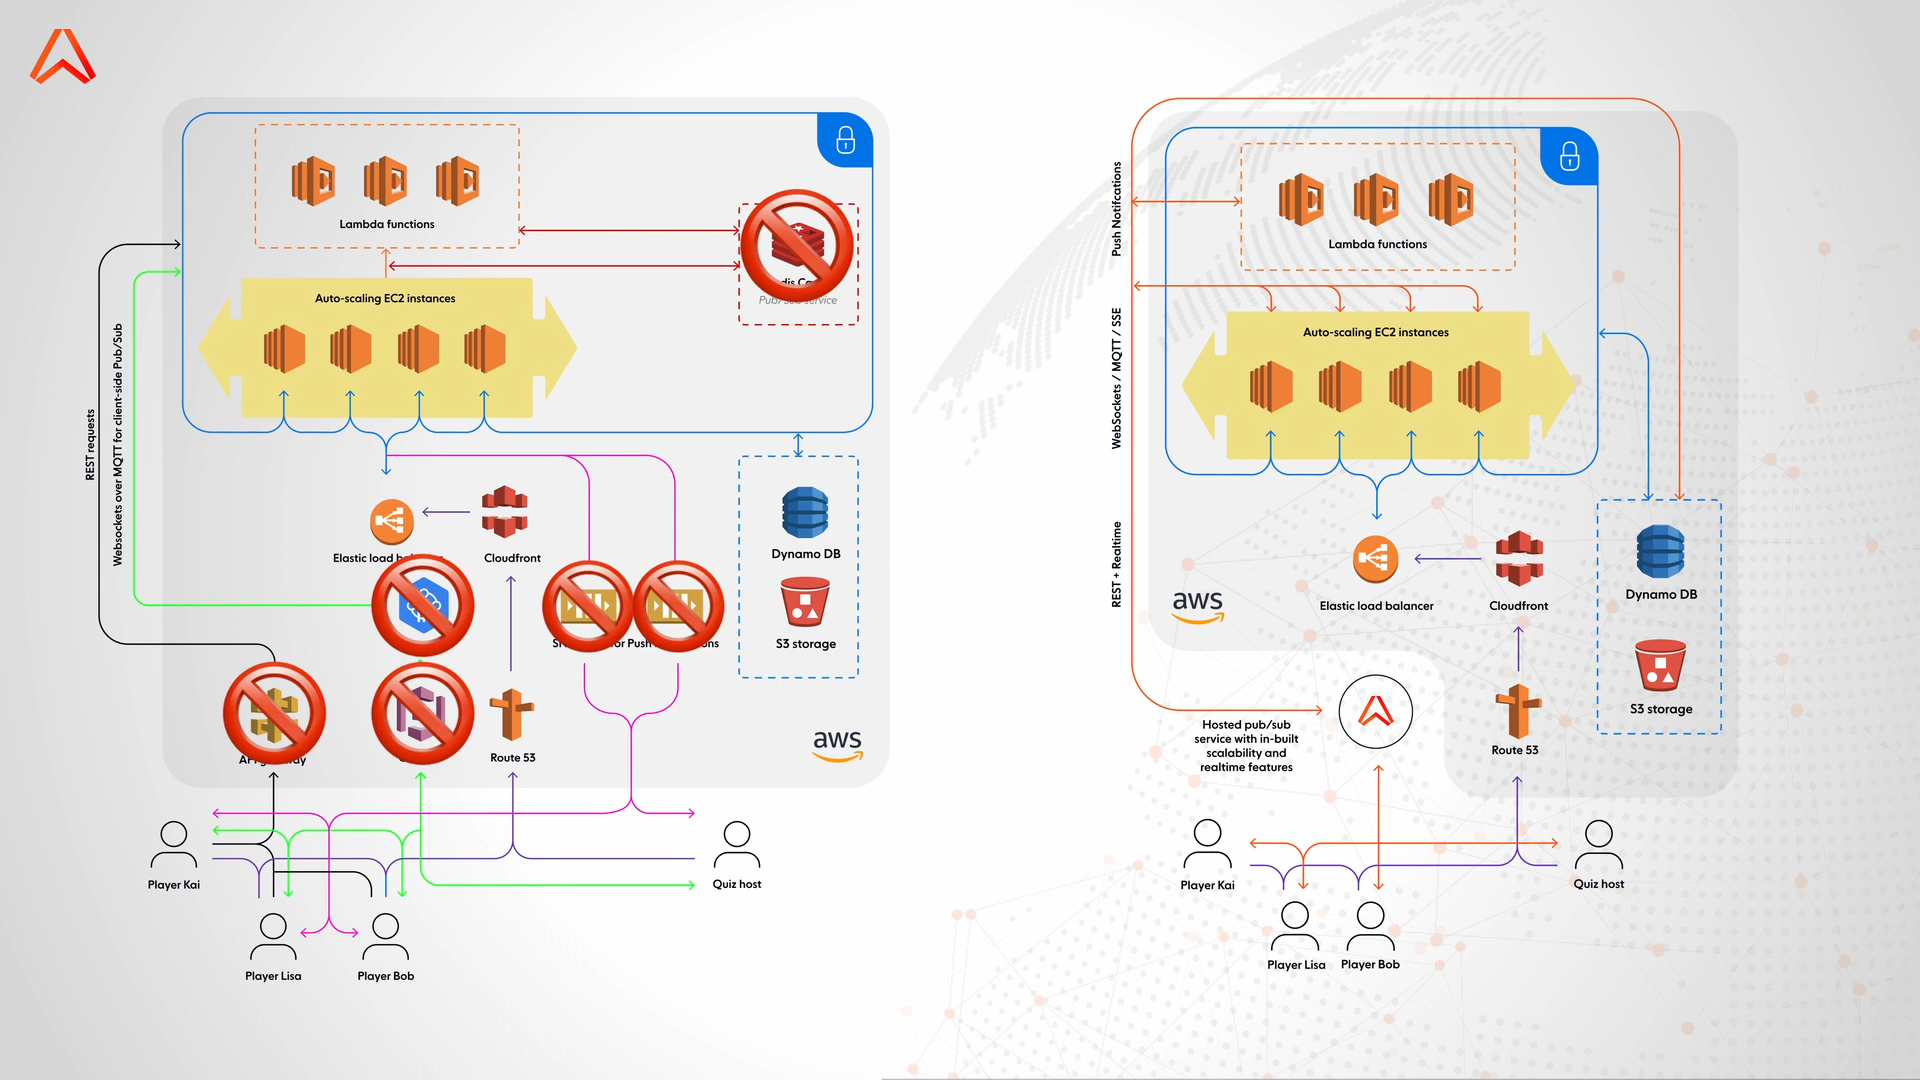 Lambda functions
Pub/Sub service
Auto-scaling EC2 instances
REST requests
Websockets over MQTT for client-side Pub/Sub
Elastic load
Cloudfront
Dynamo DB
for Push
S3 storage
Route 53
aws
Player Kai
Quiz host
Player Lisa
Player Bob
Push Notifcations
Lambda functions
WebSockets / MQTT / SSE
Auto-scaling EC2 instances
REST + Realtime
Elastic load balancer
Cloudfront
Dynamo DB
aws
S3 storage
Hosted pub/sub
service with in-built
scalability and
realtime features
Route 53
Player Kai
Quiz host
Player Lisa
Player Bob